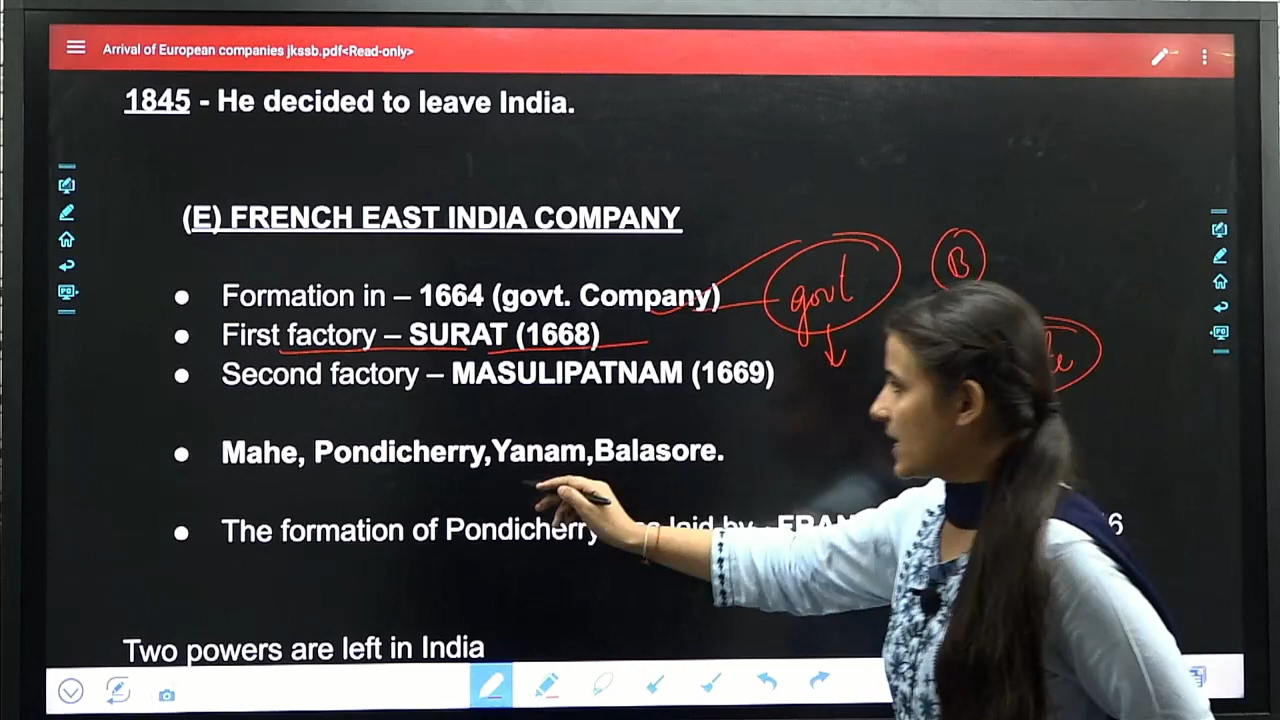 Arrival of European companies jkssb.pdf<Read-only>
1845 - He decided to leave India.
(E) FRENCH EAST INDIA COMPANY
● Formation in – 1664 (govt. Company)
govt
B
● First factory – SURAT (1668)
● Second factory – MASULIPATNAM (1669)
● Mahe, Pondicherry,Yanam,Balasore.
● The formation of Pondicherry laid by
Two powers are left in India